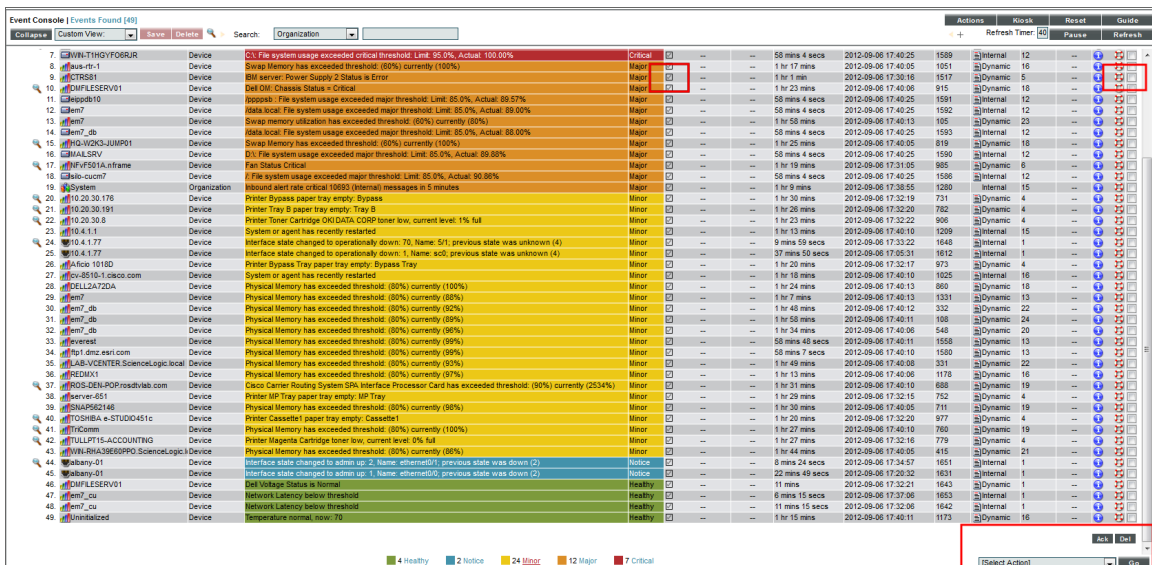 Event Console | Events Found [49] Actions Kiosk Reset Guide
Collapse Custom View: Save Delete Search: Organization Refresh Timer: 40 Pause Refresh
7. WIN-T1HGYFO6RJR Device C:\: File system usage exceeded critical threshold: Limit: 95.0%, Actual: 100.00% Critical -- -- 58 mins 4 secs 2012-09-06 17:40:25 1589 Internal 12 --
8. aus-rtr-1 Device Swap Memory has exceeded threshold: (60%) currently (100%) Major -- -- 1 hr 17 mins 2012-09-06 17:40:05 1051 Dynamic 16 --
9. CTRS81 Device IBM server: Power Supply 2 Status is Error Major -- -- 1 hr 1 min 2012-09-06 17:30:16 1517 Dynamic 5 --
10. DMFILESERV01 Device Dell OM: Chassis Status = Critical Major -- -- 1 hr 23 mins 2012-09-06 17:40:06 915 Dynamic 18 --
11. eippdb10 Device /ppppsb : File system usage exceeded major threshold: Limit: 85.0%, Actual: 89.57% Major -- -- 58 mins 4 secs 2012-09-06 17:40:25 1591 Internal 12 --
12. em7 Device /data.local: File system usage exceeded major threshold: Limit: 85.0%, Actual: 89.00% Major -- -- 58 mins 4 secs 2012-09-06 17:40:25 1592 Internal 12 --
13. em7 Device Swap memory utilization has exceeded threshold: (60%) currently (80%) Major -- -- 1 hr 58 mins 2012-09-06 17:40:13 105 Dynamic 23 --
14. em7_db Device /data.local: File system usage exceeded major threshold: Limit: 85.0%, Actual: 88.00% Major -- -- 58 mins 4 secs 2012-09-06 17:40:25 1593 Internal 12 --
15. HQ-W2K3-JUMP01 Device Swap Memory has exceeded threshold: (60%) currently (100%) Major -- -- 1 hr 25 mins 2012-09-06 17:40:05 819 Dynamic 18 --
16. MAILSRV Device D:\: File system usage exceeded major threshold: Limit: 85.0%, Actual: 89.88% Major -- -- 58 mins 4 secs 2012-09-06 17:40:25 1590 Internal 12 --
17. NFvF501A.nframe Device Fan Status Critical Major -- -- 1 hr 19 mins 2012-09-06 17:31:05 985 Dynamic 6 --
18. silo-cucm7 Device /: File system usage exceeded major threshold: Limit: 85.0%, Actual: 90.86% Major -- -- 58 mins 4 secs 2012-09-06 17:40:25 1586 Internal 12 --
19. System Organization Inbound alert rate critical 10693 (Internal) messages in 5 minutes Major -- -- 1 hr 9 mins 2012-09-06 17:38:55 1280 Internal 15 --
20. 10.20.30.176 Device Printer Bypass paper tray empty: Bypass Minor -- -- 1 hr 30 mins 2012-09-06 17:32:19 731 Dynamic 4 --
21. 10.20.30.191 Device Printer Tray B paper tray empty: Tray B Minor -- -- 1 hr 26 mins 2012-09-06 17:32:20 782 Dynamic 4 --
22. 10.20.30.8 Device Printer Toner Cartridge OKI DATA CORP toner low, current level: 1% full Minor -- -- 1 hr 23 mins 2012-09-06 17:32:22 906 Dynamic 4 --
23. 10.4.1.1 Device System or agent has recently restarted Minor -- -- 1 hr 13 mins 2012-09-06 17:40:10 1209 Internal 15 --
24. 10.4.1.77 Device Interface state changed to operationally down: 70, Name: 5/1; previous state was unknown (4) Minor -- -- 9 mins 59 secs 2012-09-06 17:33:22 1648 Internal 1 --
25. 10.4.1.77 Device Interface state changed to operationally down: 1, Name: sc0; previous state was unknown (4) Minor -- -- 37 mins 50 secs 2012-09-06 17:05:31 1612 Internal 1 --
26. Aficio 1018D Device Printer Bypass Tray paper tray empty: Bypass Tray Minor -- -- 1 hr 20 mins 2012-09-06 17:32:17 973 Dynamic 4 --
27. cv-8510-1.cisco.com Device System or agent has recently restarted Minor -- -- 1 hr 18 mins 2012-09-06 17:40:10 1025 Internal 16 --
28. DELL2A72DA Device Physical Memory has exceeded threshold: (80%) currently (100%) Minor -- -- 1 hr 24 mins 2012-09-06 17:40:13 860 Dynamic 18 --
29. em7 Device Physical Memory has exceeded threshold: (80%) currently (88%) Minor -- -- 1 hr 7 mins 2012-09-06 17:40:13 1331 Dynamic 13 --
30. em7_db Device Physical Memory has exceeded threshold: (80%) currently (92%) Minor -- -- 1 hr 48 mins 2012-09-06 17:40:12 332 Dynamic 22 --
31. em7_db Device Physical Memory has exceeded threshold: (80%) currently (89%) Minor -- -- 1 hr 58 mins 2012-09-06 17:40:11 108 Dynamic 24 --
32. em7_db Device Physical Memory has exceeded threshold: (80%) currently (96%) Minor -- -- 1 hr 34 mins 2012-09-06 17:40:06 548 Dynamic 20 --
33. everest Device Physical Memory has exceeded threshold: (80%) currently (99%) Minor -- -- 58 mins 48 secs 2012-09-06 17:40:11 1558 Dynamic 13 --
34. ftp1.dmz.esri.com Device Physical Memory has exceeded threshold: (80%) currently (99%) Minor -- -- 58 mins 7 secs 2012-09-06 17:40:10 1580 Dynamic 13 --
35. LAB-VCENTER.ScienceLogic.local Device Physical Memory has exceeded threshold: (80%) currently (93%) Minor -- -- 1 hr 49 mins 2012-09-06 17:40:08 331 Dynamic 22 --
36. REDMX1 Device Physical Memory has exceeded threshold: (80%) currently (97%) Minor -- -- 1 hr 13 mins 2012-09-06 17:40:06 1178 Dynamic 16 --
37. ROS-DEN-POP.rosdtvlab.com Device Cisco Carrier Routing System SPA Interface Processor Card has exceeded threshold: (90%) currently (2534%) Minor -- -- 1 hr 31 mins 2012-09-06 17:40:10 688 Dynamic 19 --
38. server-651 Device Printer MP Tray paper tray empty: MP Tray Minor -- -- 1 hr 29 mins 2012-09-06 17:32:15 752 Dynamic 4 --
39. SNAP562146 Device Physical Memory has exceeded threshold: (80%) currently (98%) Minor -- -- 1 hr 30 mins 2012-09-06 17:40:05 711 Dynamic 19 --
40. TOSHIBA e-STUDIO451c Device Printer Cassette1 paper tray empty: Cassette1 Minor -- -- 1 hr 20 mins 2012-09-06 17:32:20 977 Dynamic 4 --
41. TriComm Device Physical Memory has exceeded threshold: (80%) currently (100%) Minor -- -- 1 hr 27 mins 2012-09-06 17:40:10 760 Dynamic 19 --
42. TULLPT15-ACCOUNTING Device Printer Magenta Cartridge toner low, current level: 0% full Minor -- -- 1 hr 27 mins 2012-09-06 17:32:16 779 Dynamic 4 --
43. WIN-RHA39E60PPO.ScienceLogic.l Device Physical Memory has exceeded threshold: (80%) currently (86%) Minor -- -- 1 hr 44 mins 2012-09-06 17:40:05 415 Dynamic 21 --
44. albany-01 Device Interface state changed to admin up: 2, Name: ethernet0/1; previous state was down (2) Notice -- -- 8 mins 24 secs 2012-09-06 17:34:57 1651 Internal 1 --
45. albany-01 Device Interface state changed to admin up: 1, Name: ethernet0/0; previous state was down (2) Notice -- -- 22 mins 49 secs 2012-09-06 17:20:32 1631 Internal 1 --
46. DMFILESERV01 Device Dell Voltage Status is Normal Healthy -- -- 11 mins 2012-09-06 17:32:21 1643 Dynamic 1 --
47. em7_cu Device Network Latency below threshold Healthy -- -- 6 mins 15 secs 2012-09-06 17:37:06 1653 Internal 1 --
48. em7_cu Device Network Latency below threshold Healthy -- -- 11 mins 15 secs 2012-09-06 17:32:06 1642 Internal 1 --
49. Uninitialized Device Temperature normal, now: 70 Healthy -- -- 1 hr 15 mins 2012-09-06 17:40:11 1173 Dynamic 16 --
Ack Del
4 Healthy 2 Notice 24 Minor 12 Major 7 Critical [Select Action] Go